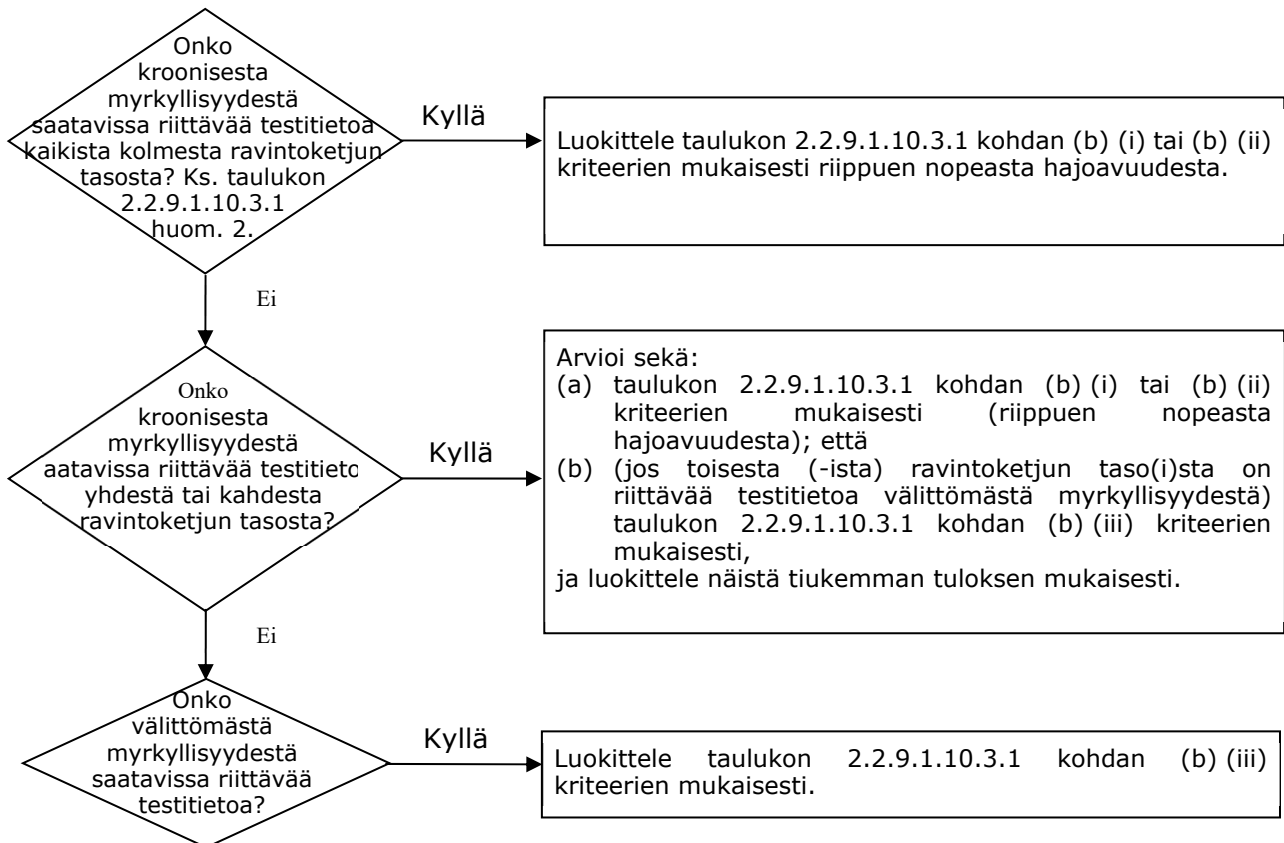 Onko
kroonisesta
myrkyllisyydestä
saatavissa riittävää testitietoa
kaikista kolmesta ravintoketjun
tasosta? Ks. taulukon
2.2.9.1.10.3.1
huom. 2.
Kyllä
Luokittele taulukon 2.2.9.1.10.3.1 kohdan (b) (i) tai (b) (ii)
kriteerien mukaisesti riippuen nopeasta hajoavuudesta.
Ei
Onko
kroonisesta
myrkyllisyydestä
aatavissa riittävää testitieto
yhdestä tai kahdesta
ravintoketjun tasosta?
Kyllä
Arvioi sekä:
(a) taulukon 2.2.9.1.10.3.1 kohdan (b) (i) tai (b) (ii)
kriteerien mukaisesti (riippuen nopeasta
hajoavuudesta); että
(b) (jos toisesta (-ista) ravintoketjun taso(i)sta on
riittävää testitietoa välittömästä myrkyllisyydestä)
taulukon 2.2.9.1.10.3.1 kohdan (b) (iii) kriteerien
mukaisesti,
ja luokittele näistä tiukemman tuloksen mukaisesti.
Ei
Onko
välittömästä
myrkyllisyydestä
saatavissa riittävää
testitietoa?
Kyllä
Luokittele taulukon 2.2.9.1.10.3.1 kohdan (b) (iii)
kriteerien mukaisesti.